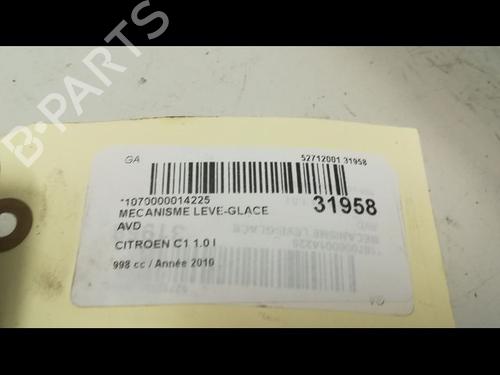 B-PARTS
GA
52712001 31958
*1070000014225
31958
MECANISME LEVE-GLACE
AVD
CITROEN C1 1.0 I
998 cc / Année 2010